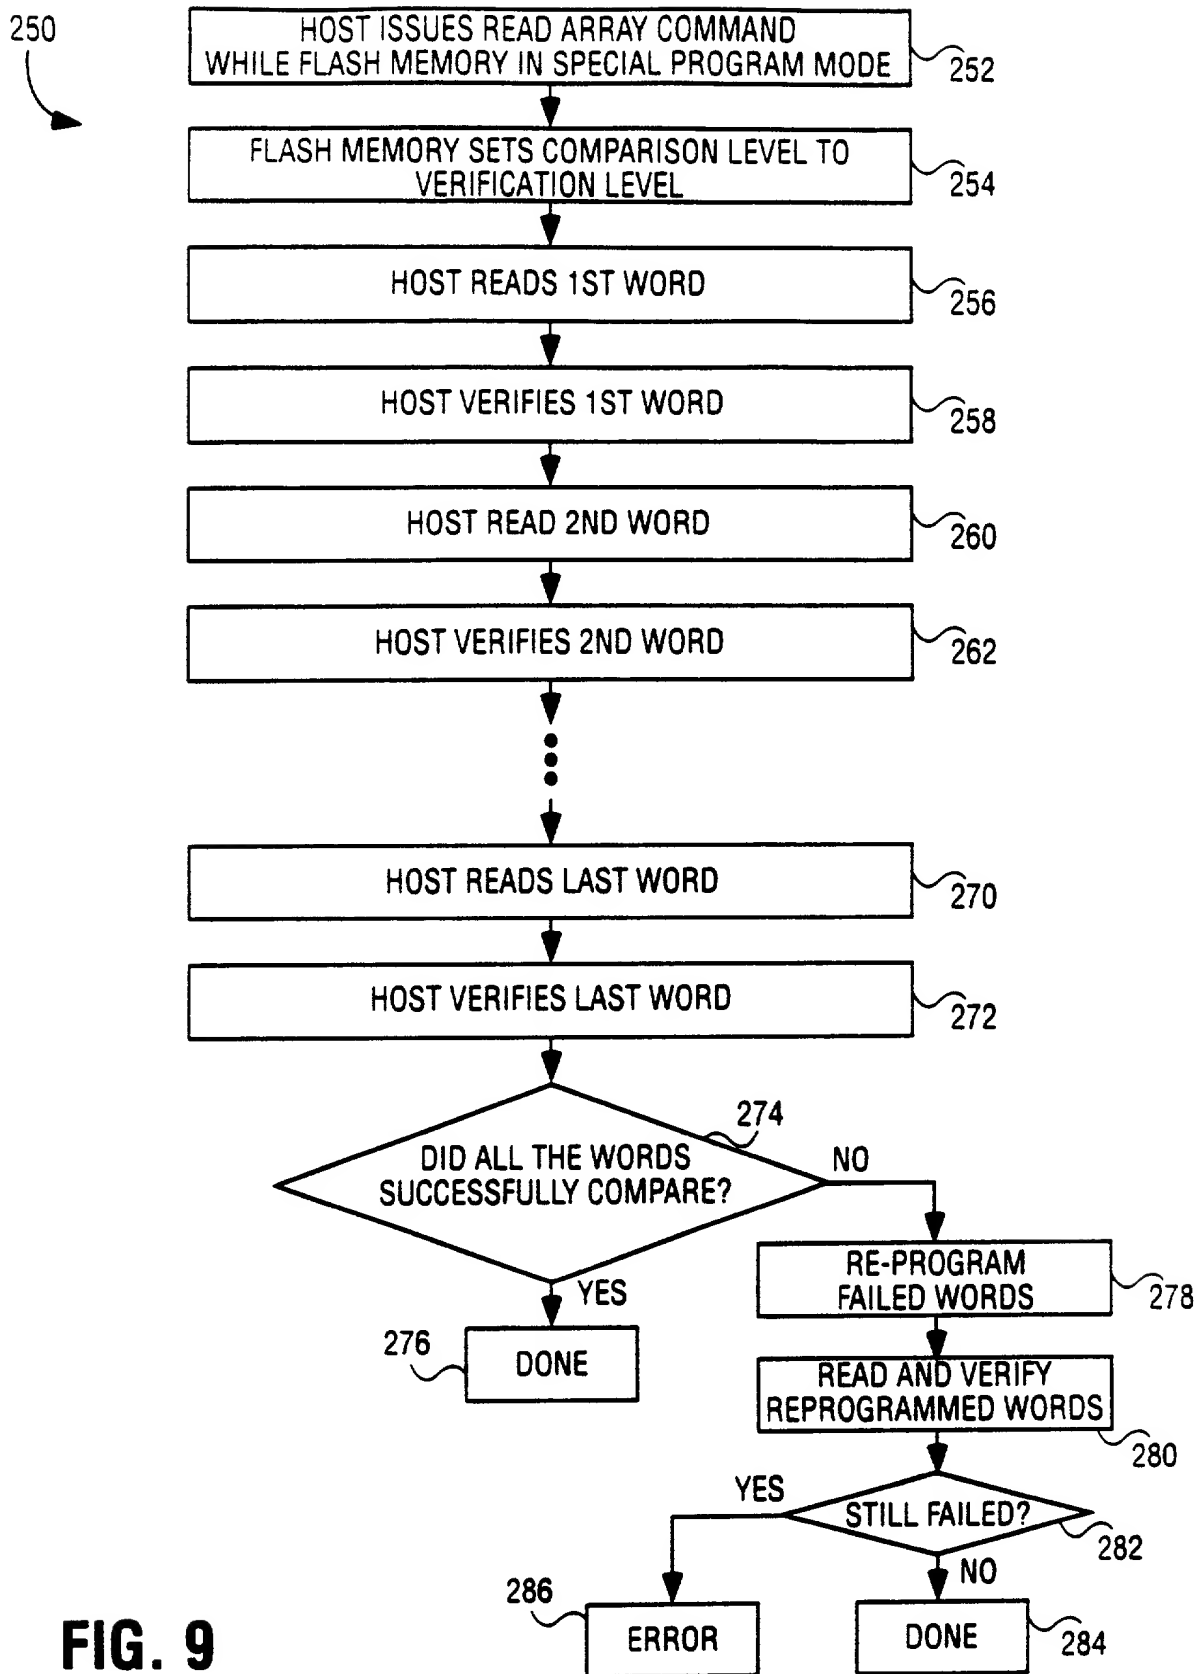 250
HOST ISSUES READ ARRAY COMMAND
WHILE FLASH MEMORY IN SPECIAL PROGRAM MODE
252
FLASH MEMORY SETS COMPARISON LEVEL TO
VERIFICATION LEVEL
254
HOST READS 1ST WORD
256
HOST VERIFIES 1ST WORD
258
HOST READ 2ND WORD
260
HOST VERIFIES 2ND WORD
262
HOST READS LAST WORD
270
HOST VERIFIES LAST WORD
272
274
DID ALL THE WORDS
SUCCESSFULLY COMPARE?
NO
RE-PROGRAM
FAILED WORDS
278
YES
276
DONE
READ AND VERIFY
REPROGRAMMED WORDS
280
YES
STILL FAILED?
282
NO
286
ERROR
DONE
284
FIG. 9